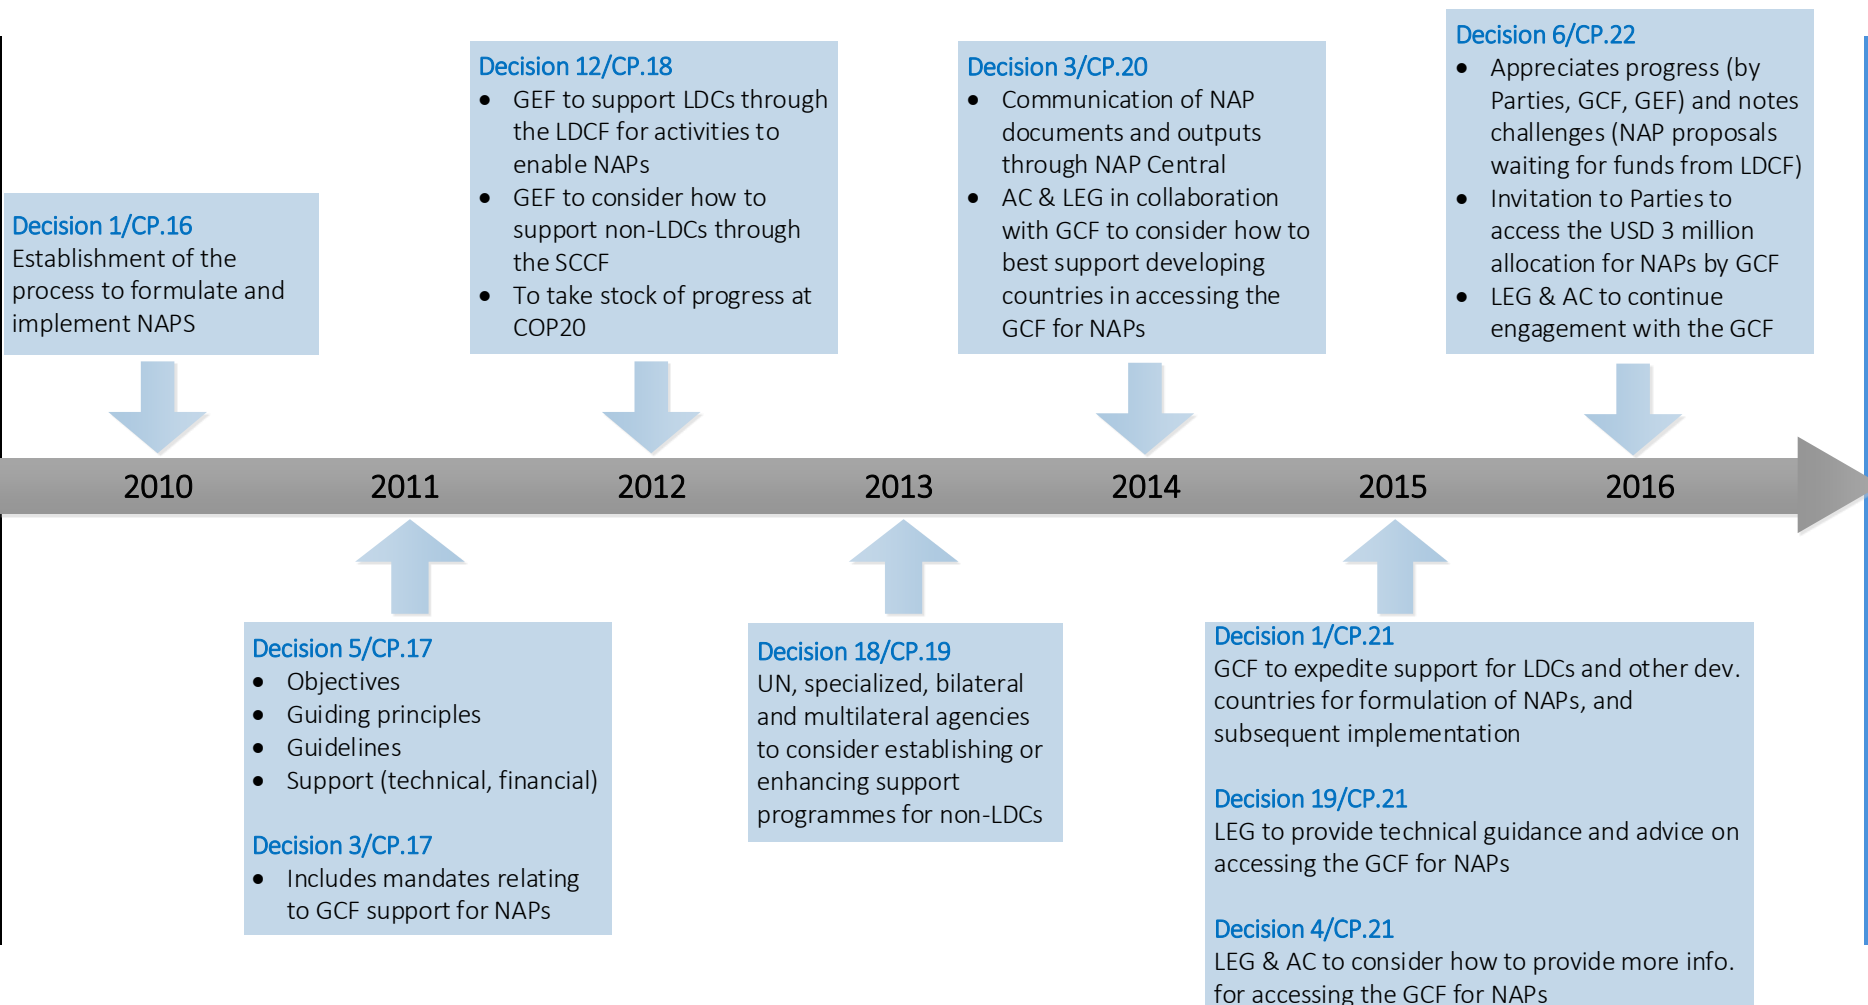 Decision 1/CP.16
Establishment of the
process to formulate and
implement NAPS
Decision 12/CP.18
• GEF to support LDCs through
the LDCF for activities to
enable NAPs
• GEF to consider how to
support non-LDCs through
the SCCF
• To take stock of progress at
COP20
Decision 3/CP.20
• Communication of NAP
documents and outputs
through NAP Central
• AC & LEG in collaboration
with GCF to consider how to
best support developing
countries in accessing the
GCF for NAPs
Decision 6/CP.22
• Appreciates progress (by
Parties, GCF, GEF) and notes
challenges (NAP proposals
waiting for funds from LDCF)
• Invitation to Parties to
access the USD 3 million
allocation for NAPs by GCF
• LEG & AC to continue
engagement with the GCF
2010 2011 2012 2013 2014 2015 2016
Decision 5/CP.17
• Objectives
• Guiding principles
• Guidelines
• Support (technical, financial)
Decision 3/CP.17
• Includes mandates relating
to GCF support for NAPs
Decision 18/CP.19
UN, specialized, bilateral
and multilateral agencies
to consider establishing or
enhancing support
programmes for non-LDCs
Decision 1/CP.21
GCF to expedite support for LDCs and other dev.
countries for formulation of NAPs, and
subsequent implementation
Decision 19/CP.21
LEG to provide technical guidance and advice on
accessing the GCF for NAPs
Decision 4/CP.21
LEG & AC to consider how to provide more info.
for accessing the GCF for NAPs